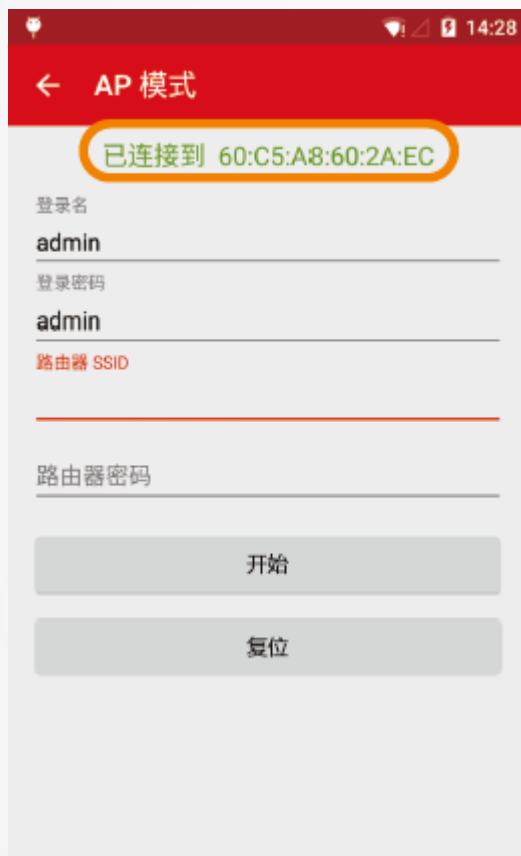 14:28
AP 模式
已连接到 60:C5:A8:60:2A:EC
登录名
admin
登录密码
admin
路由器 SSID
路由器密码
开始
复位